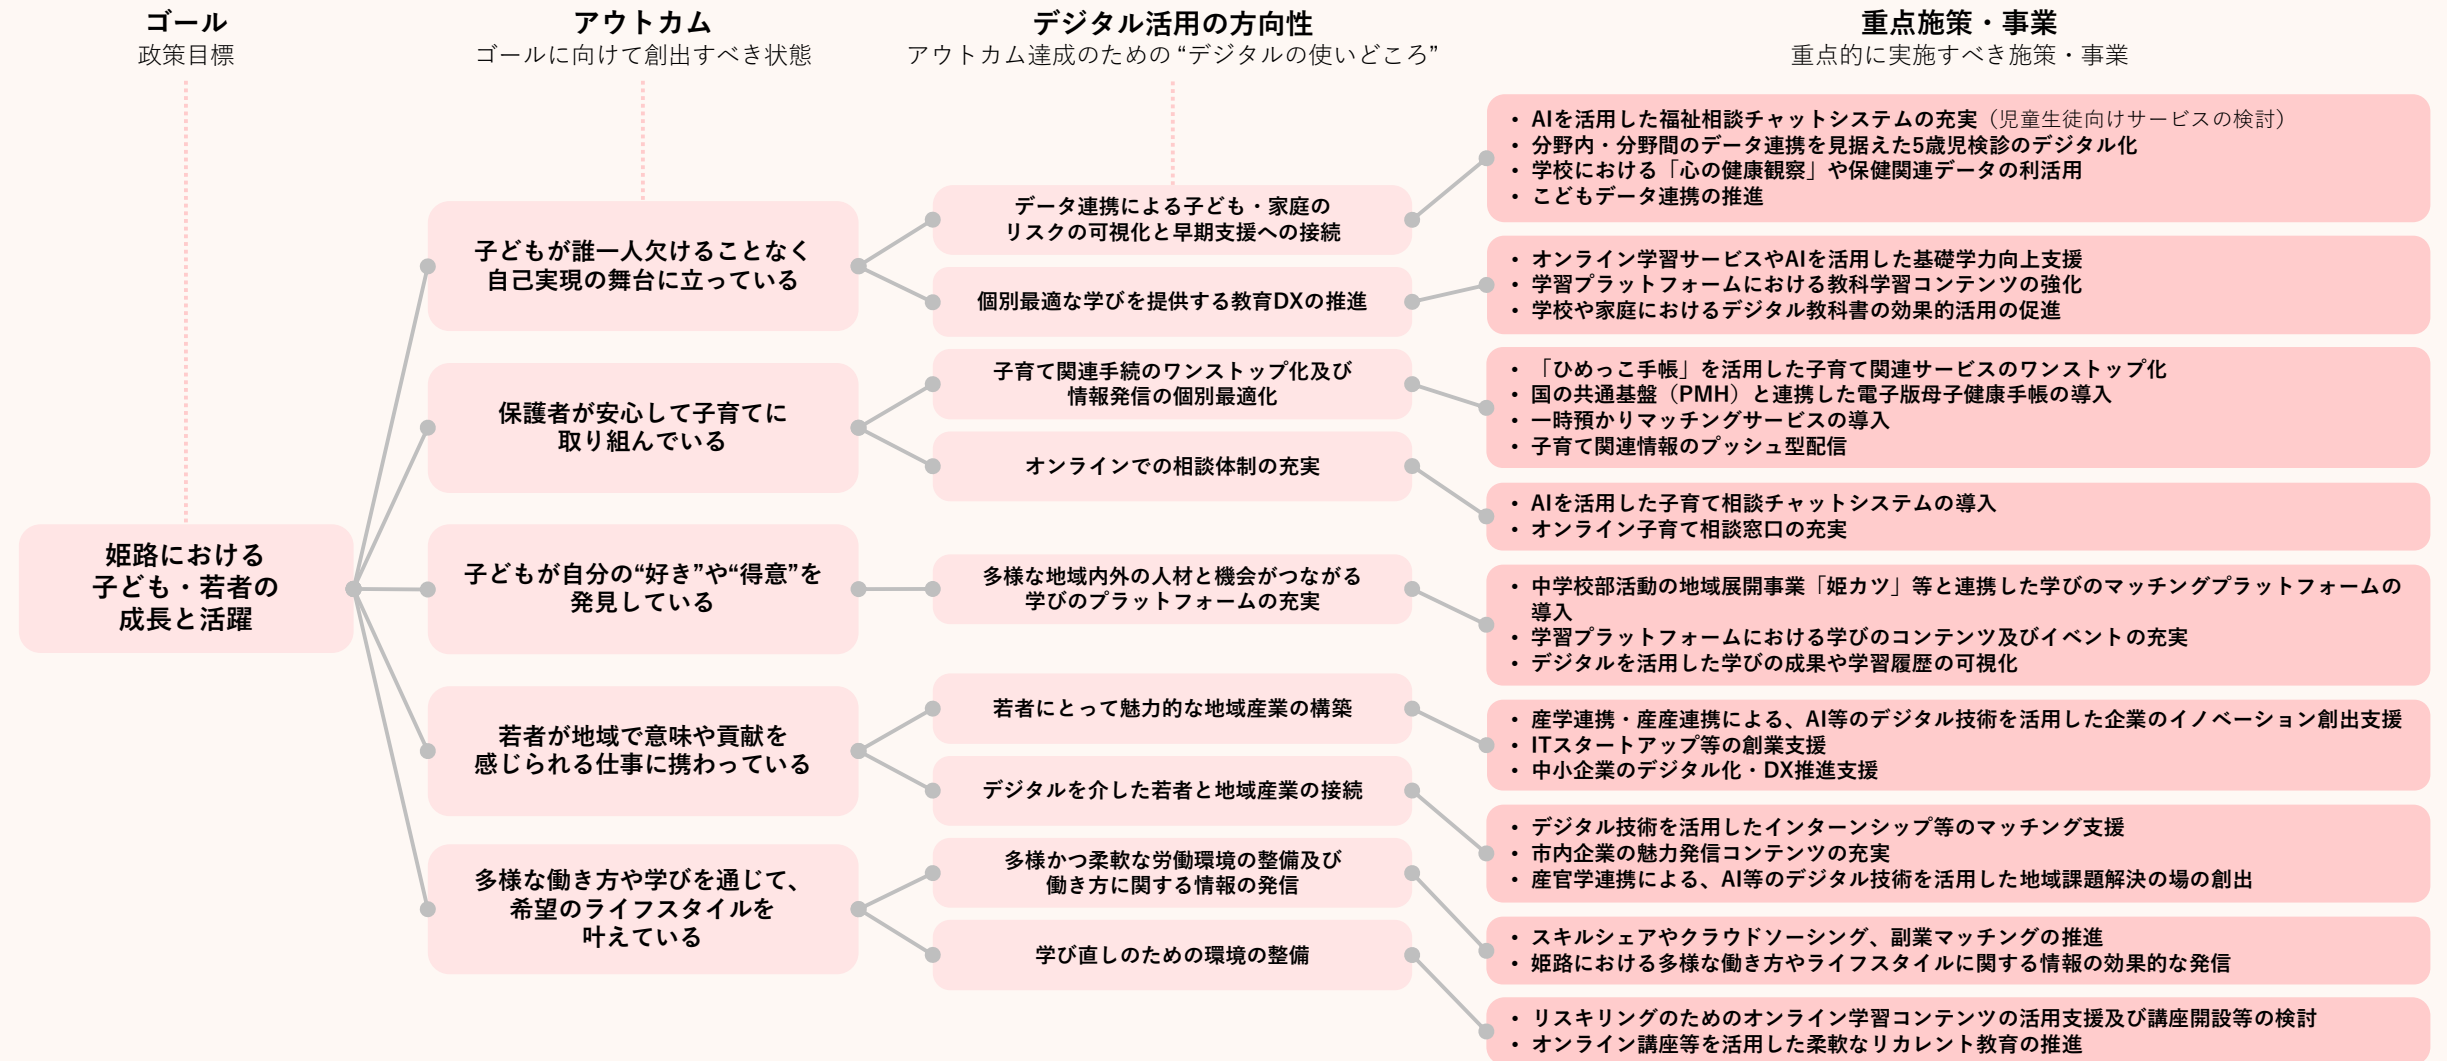 ゴール
政策目標
アウトカム
ゴールに向けて創出すべき状態
デジタル活用の方向性
アウトカム達成のための “デジタルの使いどころ”
重点施策・事業
重点的に実施すべき施策・事業
姫路における
子ども・若者の
成長と活躍
子どもが誰一人欠けることなく
自己実現の舞台に立っている
保護者が安心して子育てに
取り組んでいる
子どもが自分の“好き”や“得意”を
発見している
若者が地域で意味や貢献を
感じられる仕事に携わっている
多様な働き方や学びを通じて、
希望のライフスタイルを
叶えている
データ連携による子ども・家庭の
リスクの可視化と早期支援への接続
個別最適な学びを提供する教育DXの推進
子育て関連手続のワンストップ化及び
情報発信の個別最適化
オンラインでの相談体制の充実
多様な地域内外の人材と機会がつながる
学びのプラットフォームの充実
若者にとって魅力的な地域産業の構築
デジタルを介した若者と地域産業の接続
多様かつ柔軟な労働環境の整備及び
働き方に関する情報の発信
学び直しのための環境の整備
• AIを活用した福祉相談チャットシステムの充実（児童生徒向けサービスの検討）
• 分野内・分野間のデータ連携を見据えた5歳児検診のデジタル化
• 学校における「心の健康観察」や保健関連データの利活用
• こどもデータ連携の推進
• オンライン学習サービスやAIを活用した基礎学力向上支援
• 学習プラットフォームにおける教科学習コンテンツの強化
• 学校や家庭におけるデジタル教科書の効果的活用の促進
• 「ひめっこ手帳」を活用した子育て関連サービスのワンストップ化
• 国の共通基盤（PMH）と連携した電子版母子健康手帳の導入
• 一時預かりマッチングサービスの導入
• 子育て関連情報のプッシュ型配信
• AIを活用した子育て相談チャットシステムの導入
• オンライン子育て相談窓口の充実
• 中学校部活動の地域展開事業「姫カツ」等と連携した学びのマッチングプラットフォームの
導入
• 学習プラットフォームにおける学びのコンテンツ及びイベントの充実
• デジタルを活用した学びの成果や学習履歴の可視化
• 産学連携・産産連携による、AI等のデジタル技術を活用した企業のイノベーション創出支援
• ITスタートアップ等の創業支援
• 中小企業のデジタル化・DX推進支援
• デジタル技術を活用したインターンシップ等のマッチング支援
• 市内企業の魅力発信コンテンツの充実
• 産官学連携による、AI等のデジタル技術を活用した地域課題解決の場の創出
• スキルシェアやクラウドソーシング、副業マッチングの推進
• 姫路における多様な働き方やライフスタイルに関する情報の効果的な発信
• リスキリングのためのオンライン学習コンテンツの活用支援及び講座開設等の検討
• オンライン講座等を活用した柔軟なリカレント教育の推進